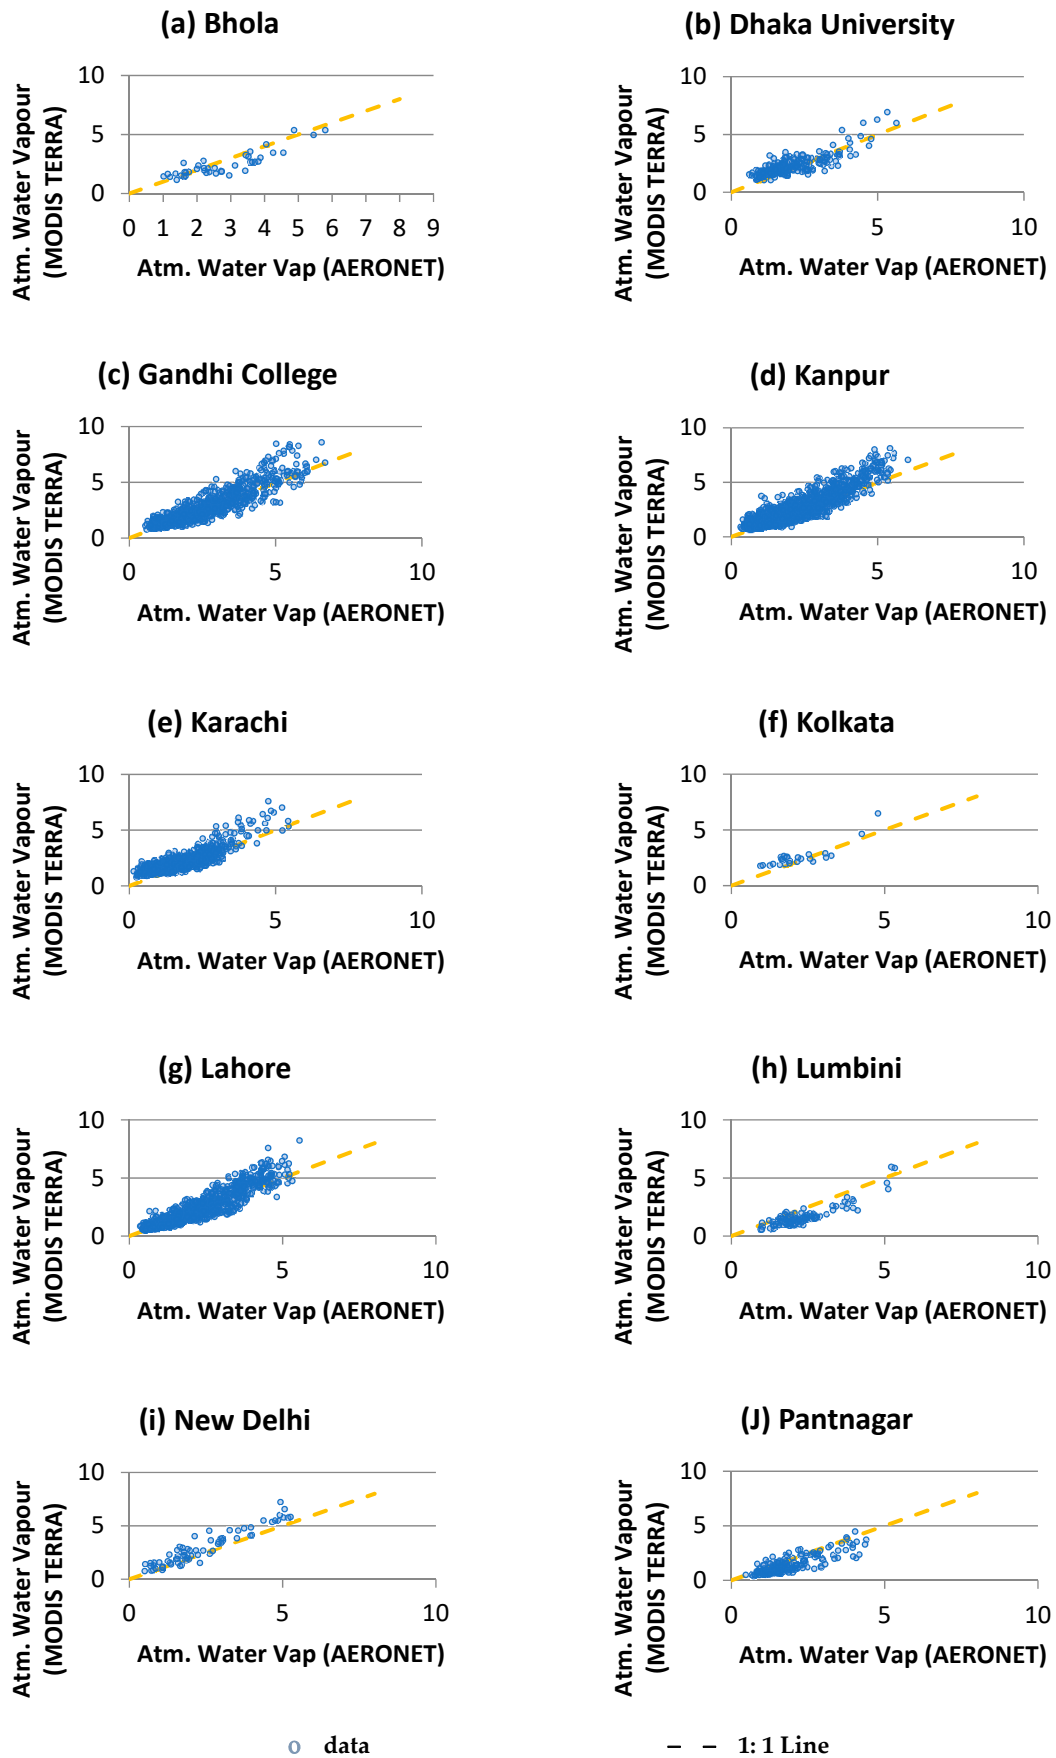 (a) Bhola
Atm. Water Vapour
(MODIS TERRA)
10
5
0
0 1 2 3 4 5 6 7 8 9
Atm. Water Vap (AERONET)
(b) Dhaka University
Atm. Water Vapour
(MODIS TERRA)
10
5
0
0 5 10
Atm. Water Vap (AERONET)
(c) Gandhi College
Atm. Water Vapour
(MODIS TERRA)
10
5
0
0 5 10
Atm. Water Vap (AERONET)
(d) Kanpur
Atm. Water Vapour
(MODIS TERRA)
10
5
0
0 5 10
Atm. Water Vap (AERONET)
(e) Karachi
Atm. Water Vapour
(MODIS TERRA)
10
5
0
0 5 10
Atm. Water Vap (AERONET)
(f) Kolkata
Atm. Water Vapour
(MODIS TERRA)
10
5
0
0 5 10
Atm. Water Vap (AERONET)
(g) Lahore
Atm. Water Vapour
(MODIS TERRA)
10
5
0
0 5 10
Atm. Water Vap (AERONET)
(h) Lumbini
Atm. Water Vapour
(MODIS TERRA)
10
5
0
0 5 10
Atm. Water Vap (AERONET)
(i) New Delhi
Atm. Water Vapour
(MODIS TERRA)
10
5
0
0 5 10
Atm. Water Vap (AERONET)
(J) Pantnagar
Atm. Water Vapour
(MODIS TERRA)
10
5
0
0 5 10
Atm. Water Vap (AERONET)
o data
– – 1: 1 Line